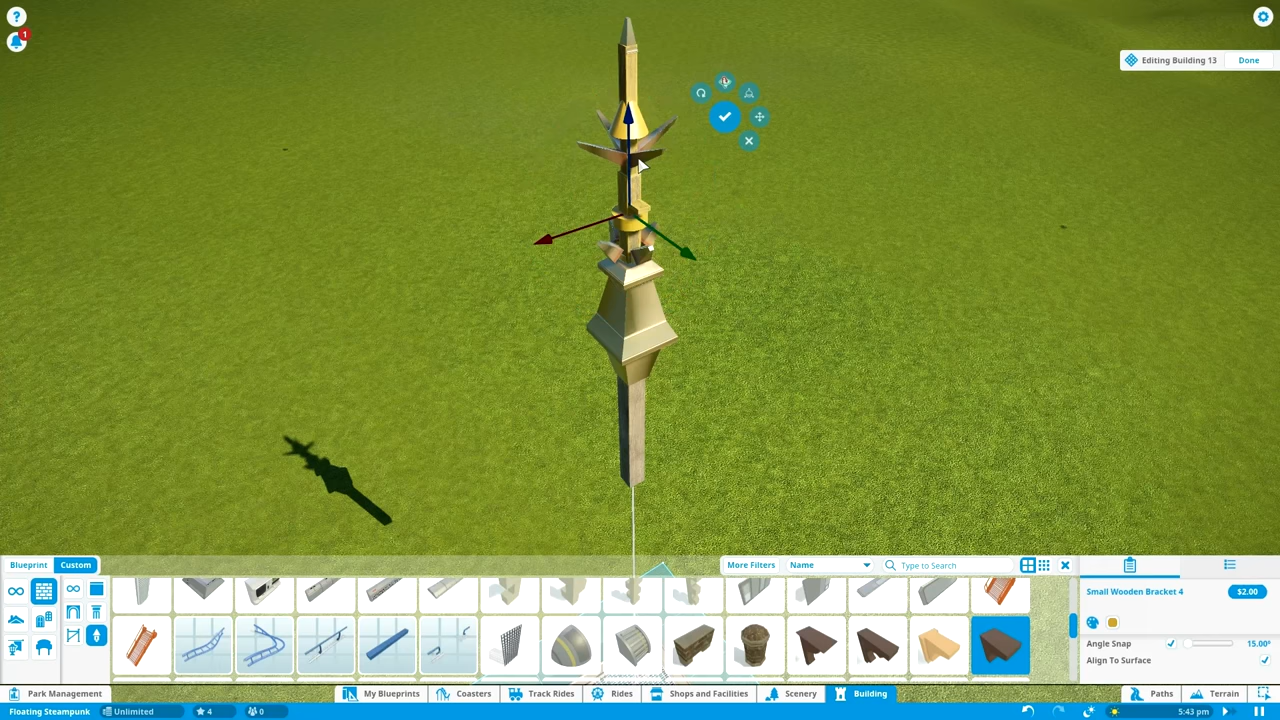 ?
1
Editing Building 13
Done
Blueprint
Custom
More Filters
Name
Type to Search
Small Wooden Bracket 4
$2.00
Angle Snap
15.00°
Align To Surface
Park Management
My Blueprints
Coasters
Track Rides
Rides
Shops and Facilities
Scenery
Building
Paths
Terrain
Floating Steampunk
Unlimited
4
0
5:43 pm